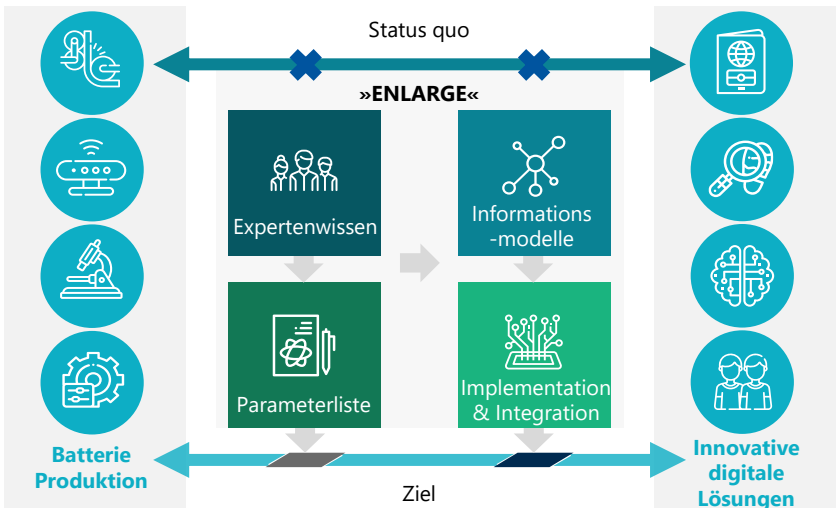 Status quo
»ENLARGE«
Expertenwissen
Informations
-modelle
Parameterliste
Implementation
& Integration
Batterie
Produktion
Ziel
Innovative
digitale
Lösungen